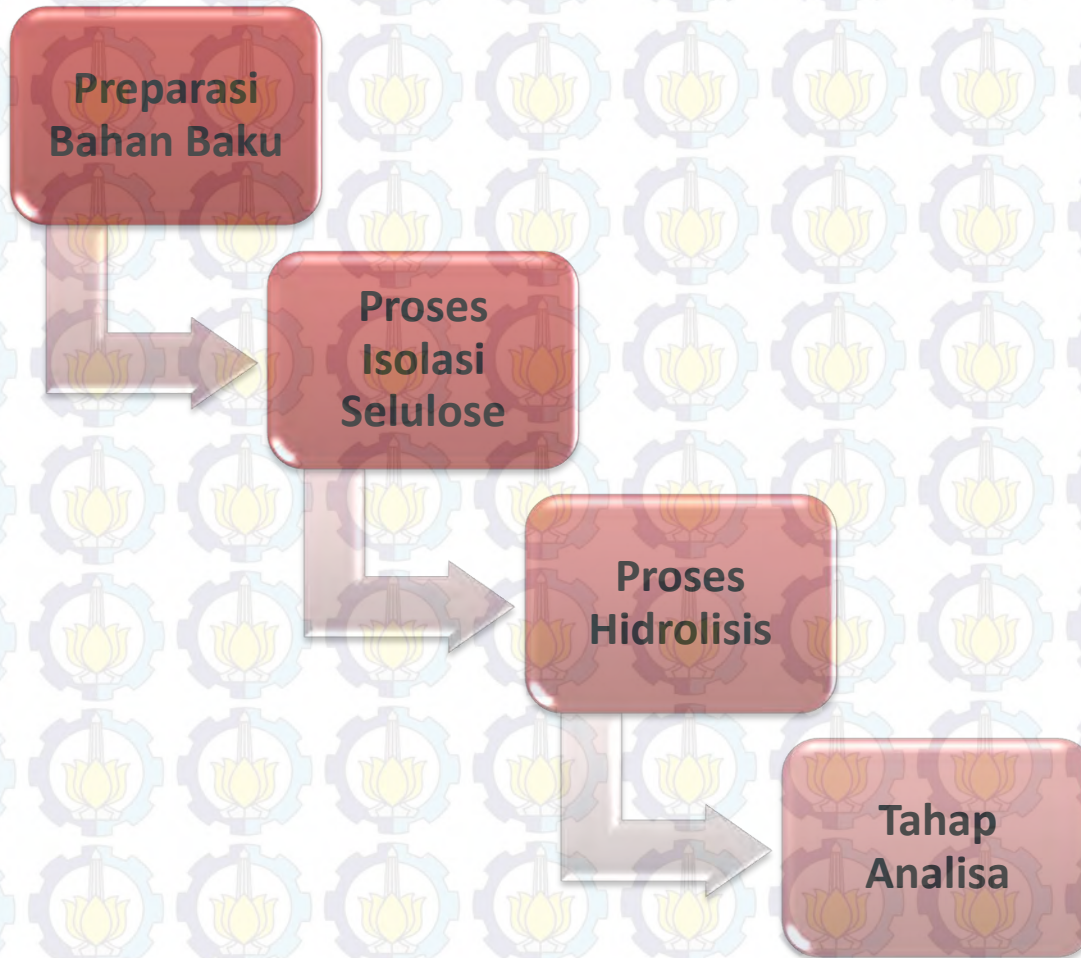 Preparasi
Bahan Baku
Proses
Isolasi
Selulose
Proses
Hidrolisis
Tahap
Analisa